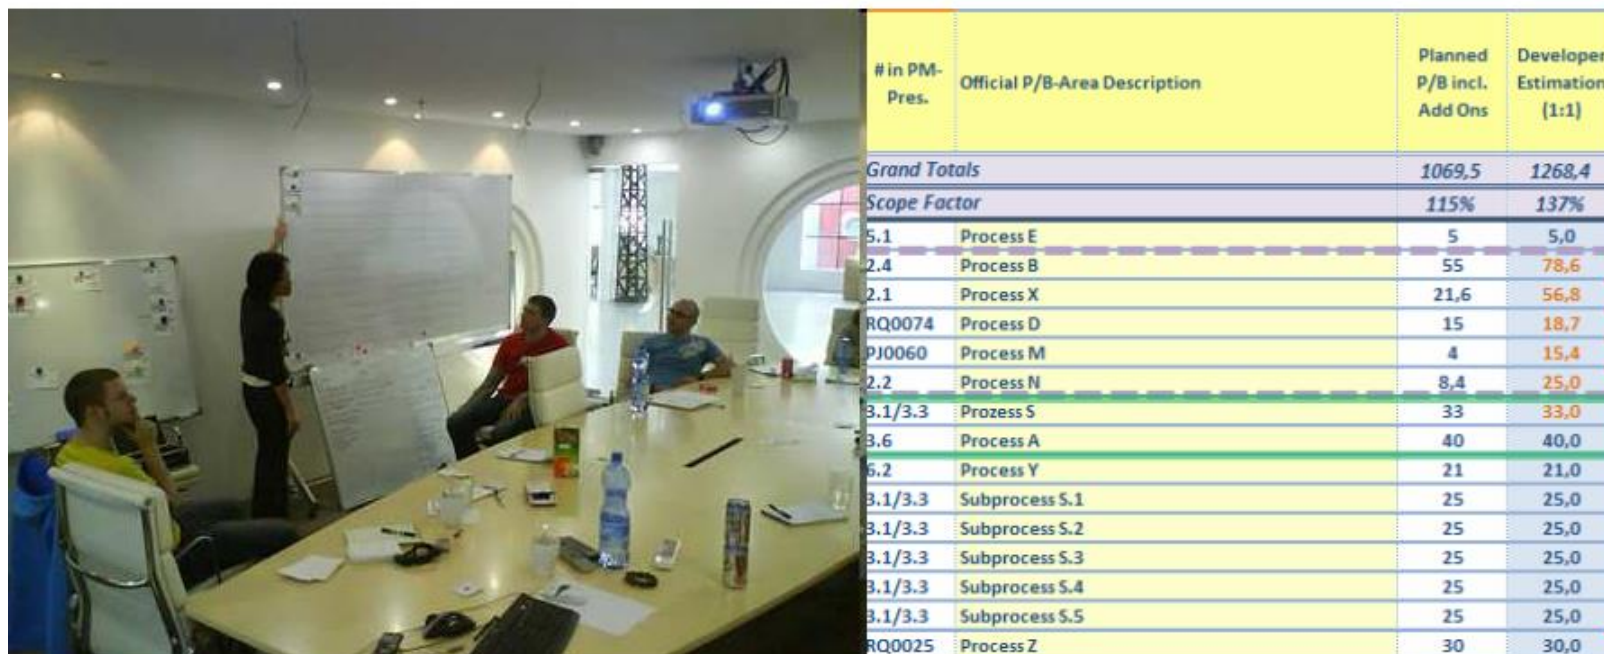 # in PM-Pres. Official P/B-Area Description Planned P/B incl. Add Ons Developer Estimation (1:1)
Grand Totals 1069,5 1268,4
Scope Factor 115% 137%
5.1 Process E 5 5,0
2.4 Process B 55 78,6
2.1 Process X 21,6 56,8
RQ0074 Process D 15 18,7
PJ0060 Process M 4 15,4
2.2 Process N 8,4 25,0
3.1/3.3 Prozess S 33 33,0
3.6 Process A 40 40,0
6.2 Process Y 21 21,0
3.1/3.3 Subprocess S.1 25 25,0
3.1/3.3 Subprocess S.2 25 25,0
3.1/3.3 Subprocess S.3 25 25,0
3.1/3.3 Subprocess S.4 25 25,0
3.1/3.3 Subprocess S.5 25 25,0
RQ0025 Process Z 30 30,0